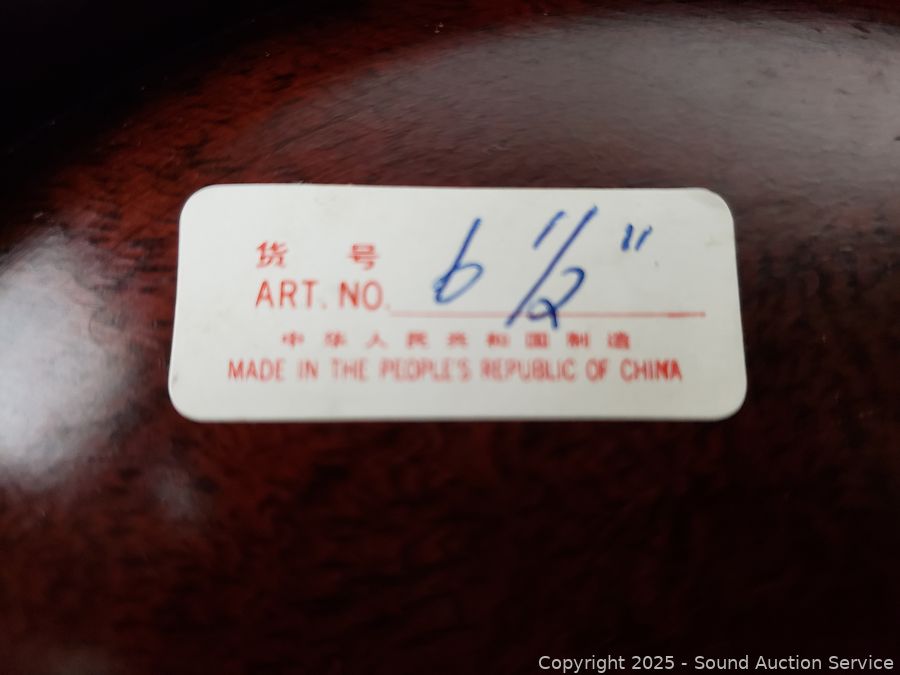 货 号
ART. NO. 6 1/2"
中华人民共和国制造
MADE IN THE PEOPLE'S REPUBLIC OF CHINA
Copyright © 2025 - Sound Auction Service